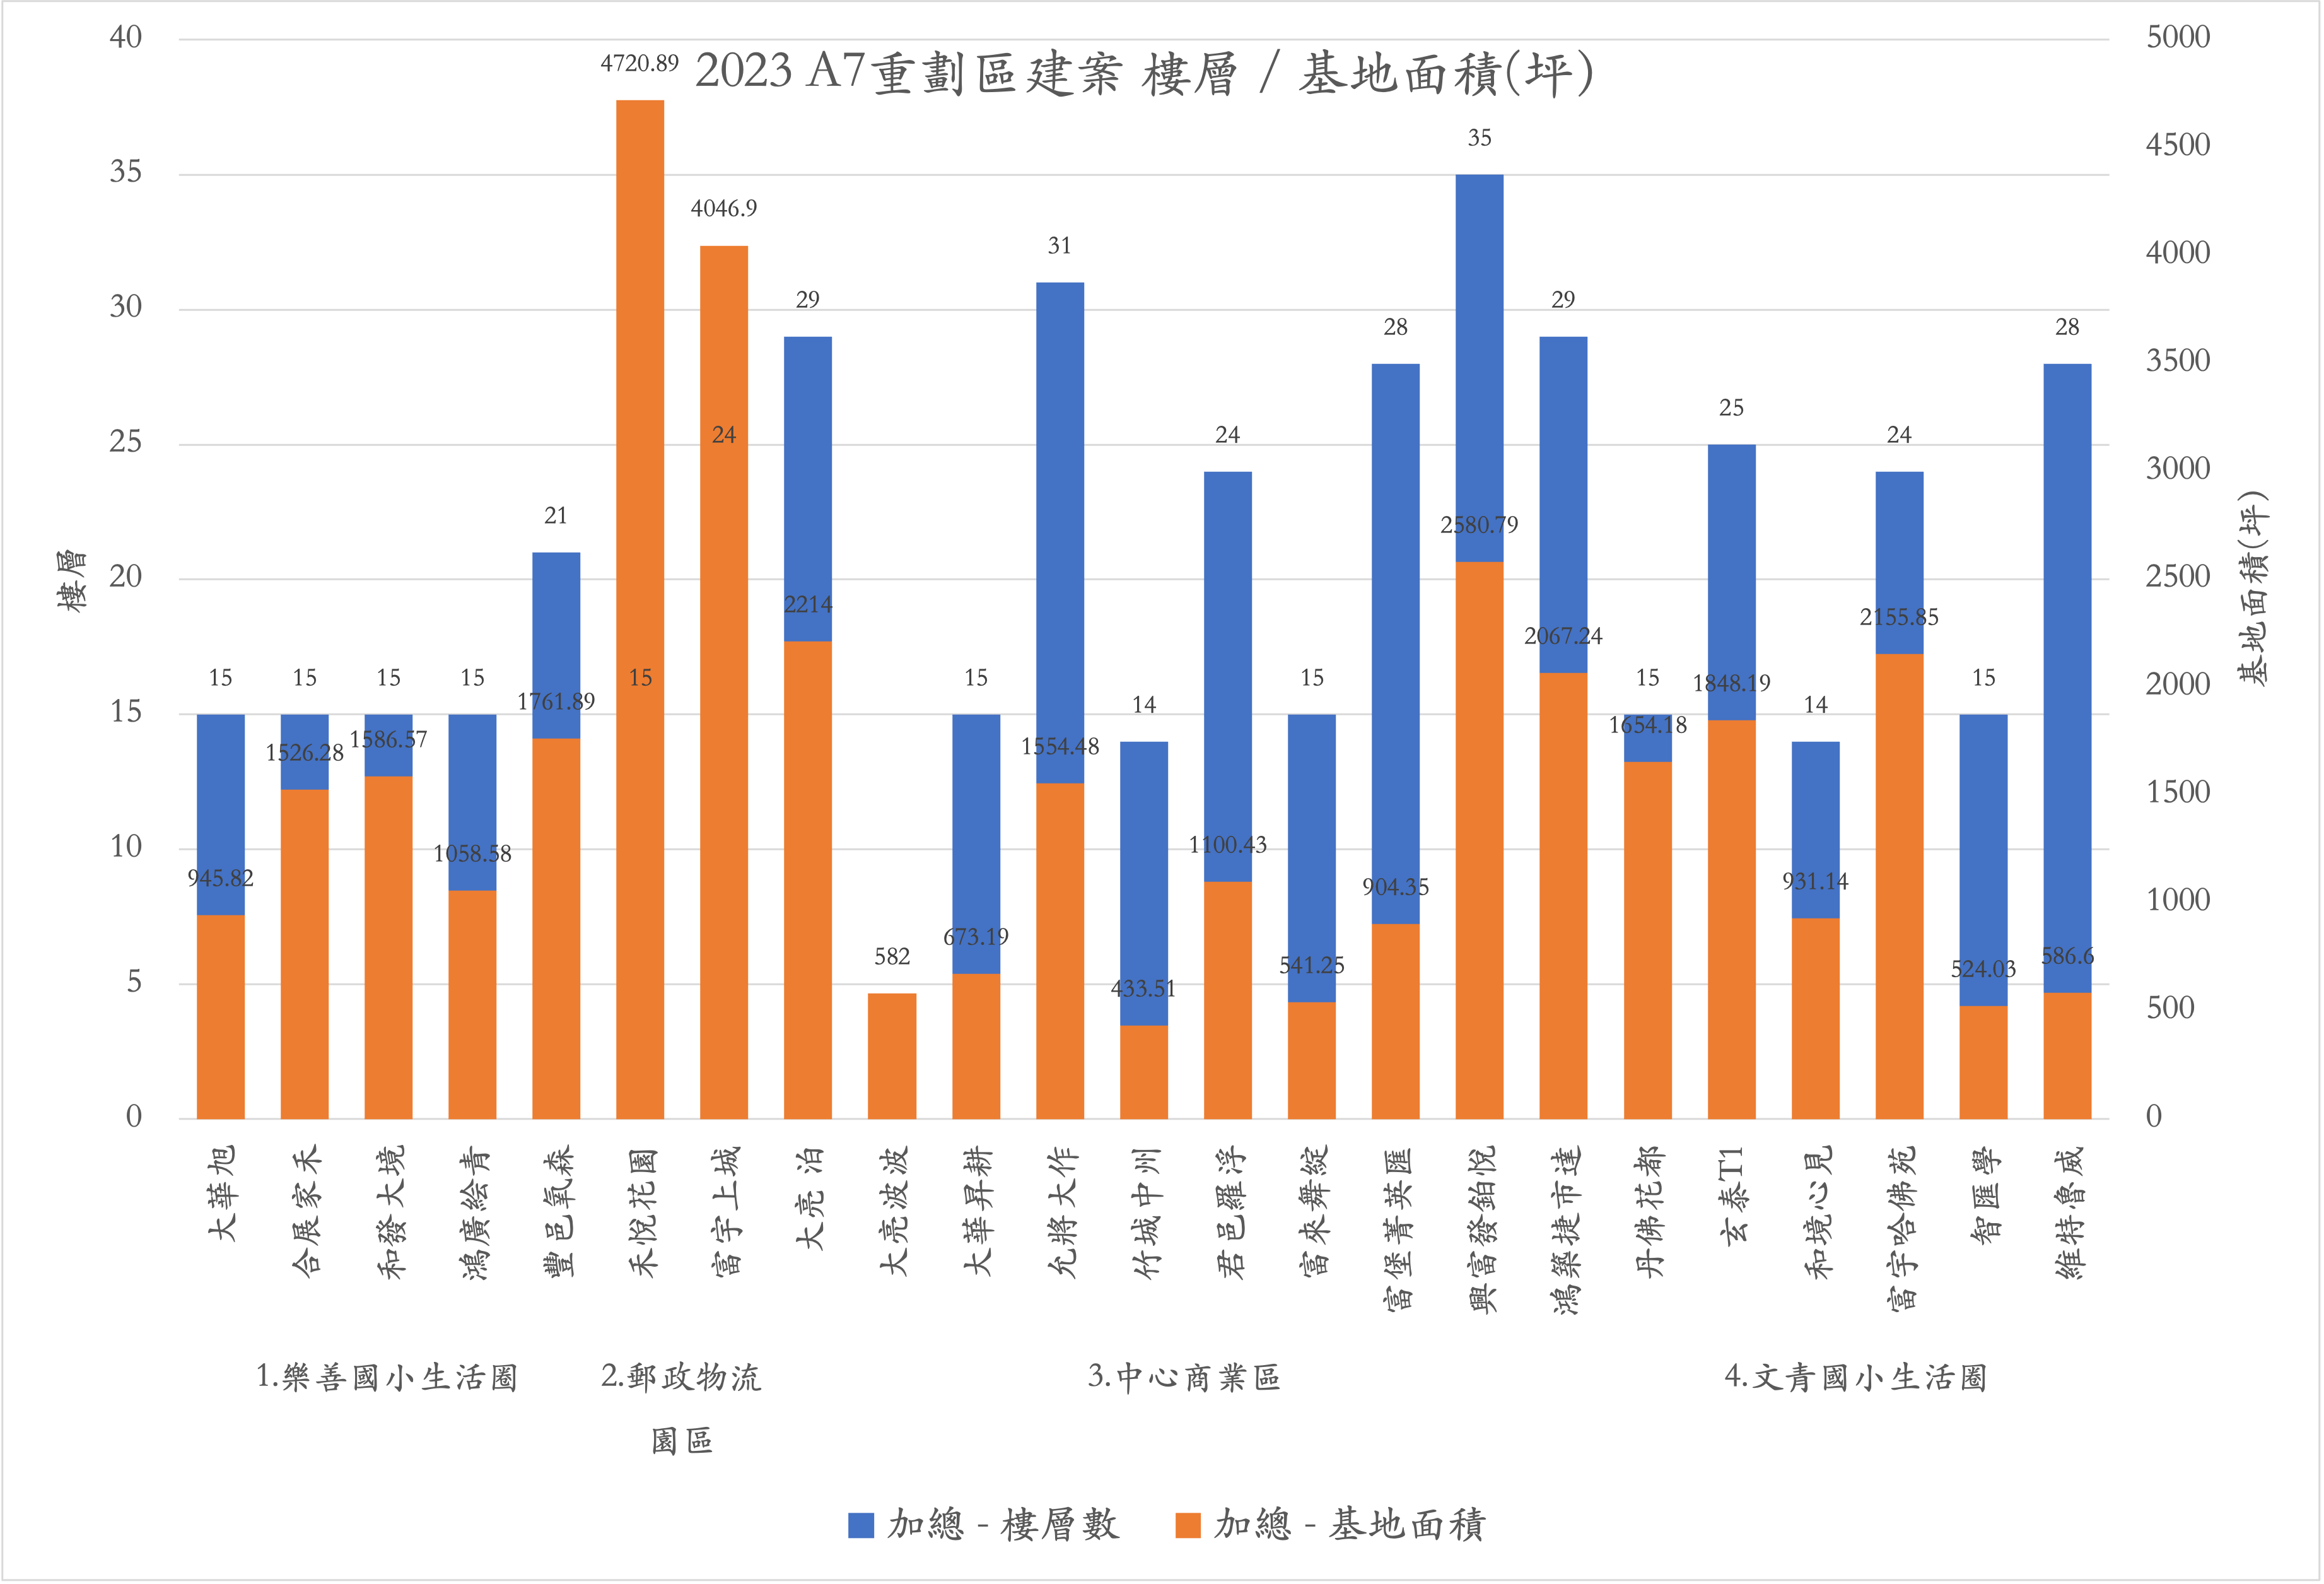 2023 A7重劃區建案 樓層 / 基地面積(坪)
40
35
30
25
20
15
10
5
0
樓層
5000
4500
4000
3500
3000
2500
2000
1500
1000
500
0
基地面積(坪)
15
945.82
15
1526.28
15
1586.57
15
1058.58
21
1761.89
4720.89
15
4046.9
24
29
2214
582
15
673.19
31
1554.48
14
433.51
24
1100.43
15
541.25
28
904.35
35
2580.79
29
2067.24
15
1654.18
25
1848.19
14
931.14
24
2155.85
15
524.03
28
586.6
大華旭
合展家禾
和發大境
鴻廣絵青
豐邑氧森
禾悅花園
富宇上城
大亮 泊
大亮波波
大華昇耕
允將大作
竹城中州
君邑羅浮
富來舞綻
富堡菁英匯
興富發鉑悅
鴻築捷市達
丹佛花都
玄泰T1
和境心見
富宇哈佛苑
智匯學
維特魯威
1.樂善國小生活圈
2.郵政物流
園區
3.中心商業區
4.文青國小生活圈
加總 - 樓層數
加總 - 基地面積